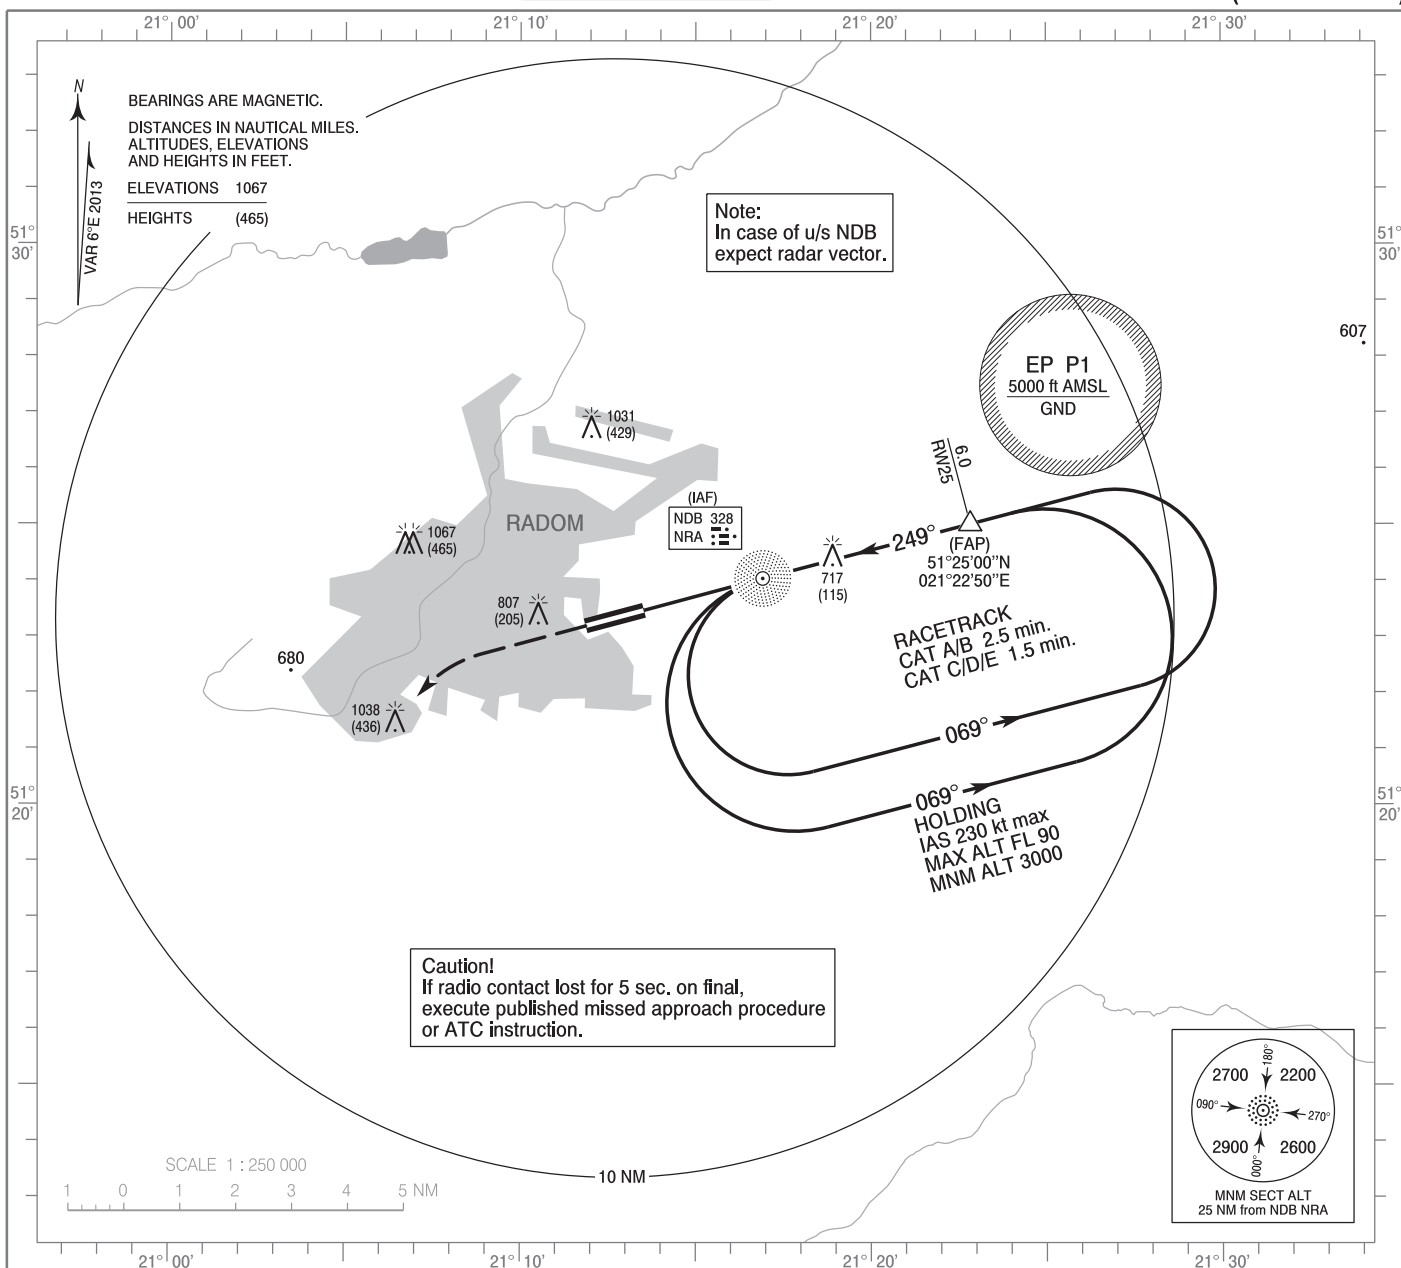 21° 00’
21° 10’
21° 20’
21° 30’
N
VAR 6°E 2013
BEARINGS ARE MAGNETIC.
DISTANCES IN NAUTICAL MILES.
ALTITUDES, ELEVATIONS
AND HEIGHTS IN FEET.
ELEVATIONS 1067
HEIGHTS (465)
51°
30’
51°
30’
Note:
In case of u/s NDB
expect radar vector.
607
EP P1
5000 ft AMSL
GND
1031
(429)
6.0
RW25
(IAF)
NDB 328
NRA
RADOM
1067
(465)
249°
(FAP)
51°25’00’’N
021°22’50’’E
717
(115)
807
(205)
RACETRACK
CAT A/B 2.5 min.
CAT C/D/E 1.5 min.
680
1038
(436)
069°
069°
HOLDING
IAS 230 kt max
MAX ALT FL 90
MNM ALT 3000
51°
20’
51°
20’
Caution!
If radio contact lost for 5 sec. on final,
execute published missed approach procedure
or ATC instruction.
180°
2700 2200
090° 270°
2900 2600
000°
MNM SECT ALT
25 NM from NDB NRA
SCALE 1 : 250 000
1 0 1 2 3 4 5 NM
10 NM
21° 00’
21° 10’
21° 20’
21° 30’